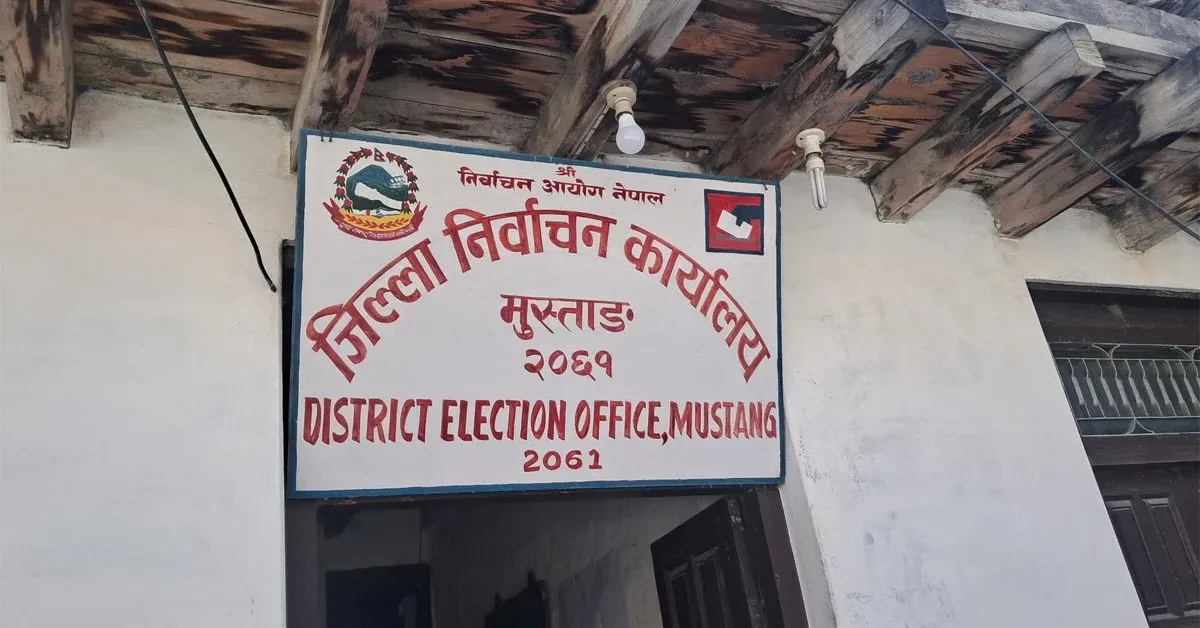 श्री
निर्वाचन आयोग नेपाल
जिल्ला निर्वाचन कार्यालय
मुस्ताङ
२०६१
DISTRICT ELECTION OFFICE, MUSTANG
2061